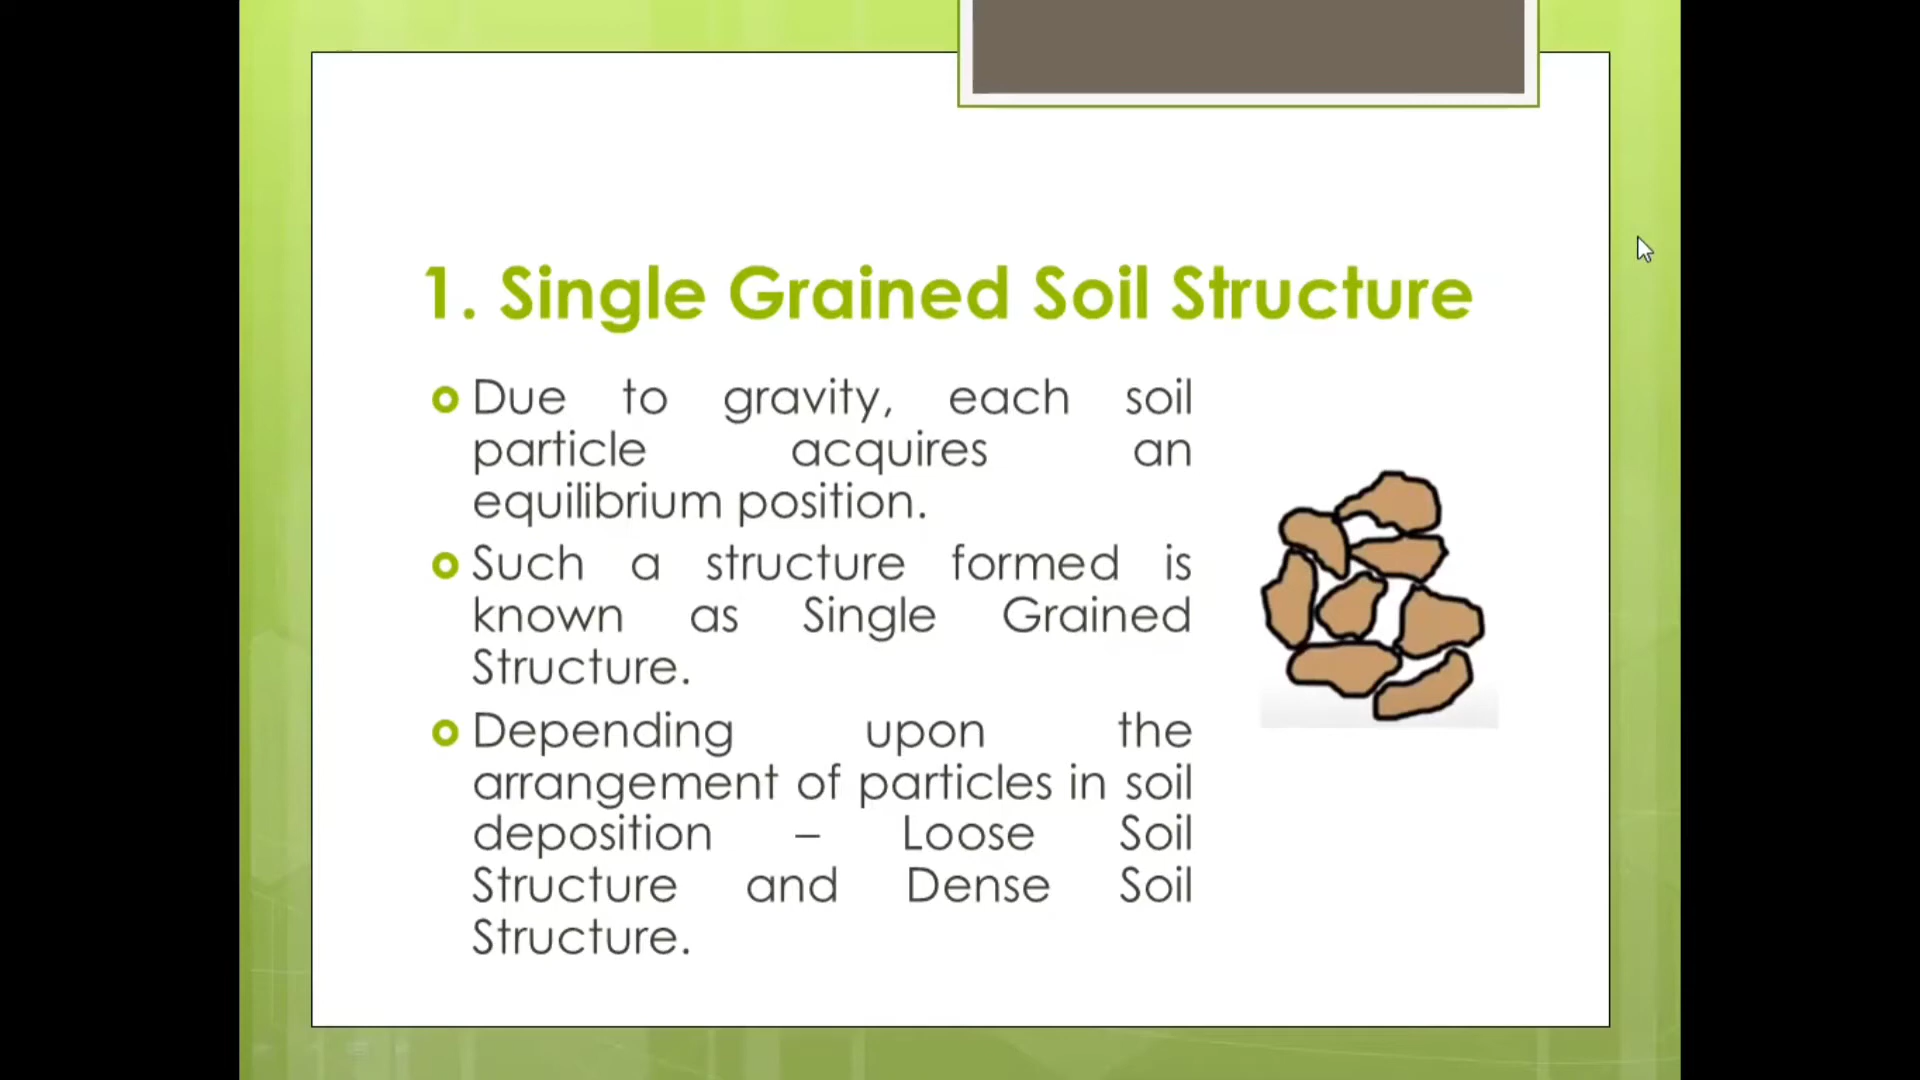 1. Single Grained Soil Structure
Due to gravity, each soil
particle acquires an
equilibrium position.
Such a structure formed is
known as Single Grained
Structure.
Depending upon the
arrangement of particles in soil
deposition – Loose Soil
Structure and Dense Soil
Structure.